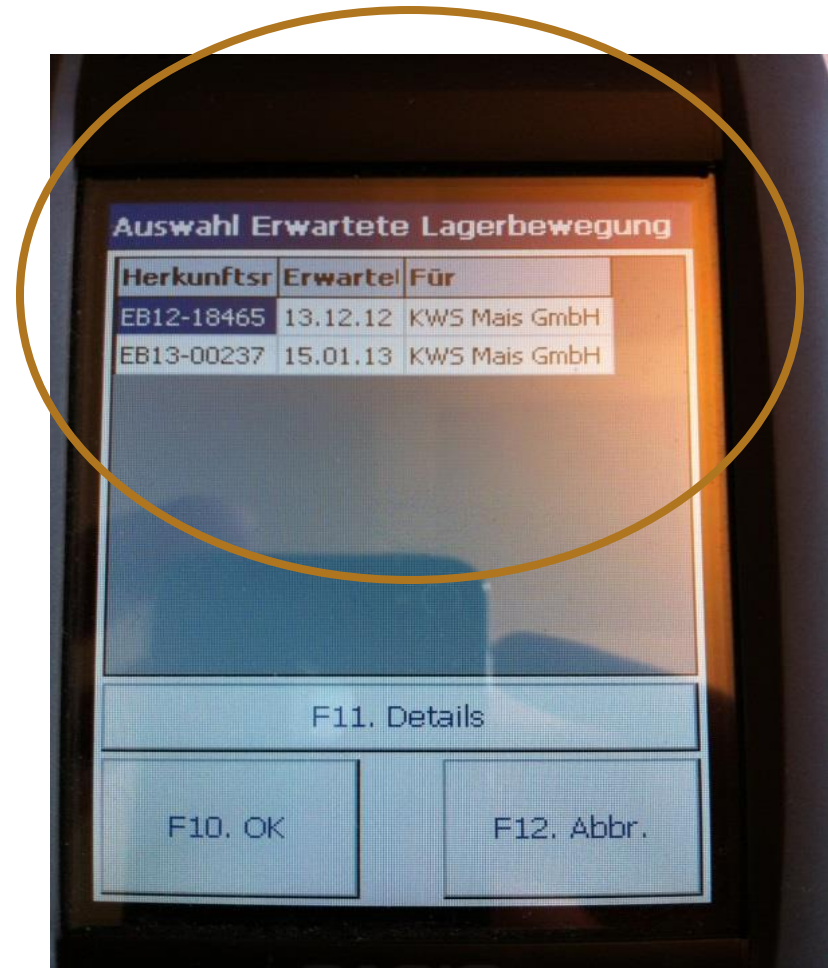 Auswahl Erwartete Lagerbewegung
Herkunftsr Erwartel Für
EB12-18465 13.12.12 KWS Mais GmbH
EB13-00237 15.01.13 KWS Mais GmbH
F11. Details
F10. OK F12. Abbr.